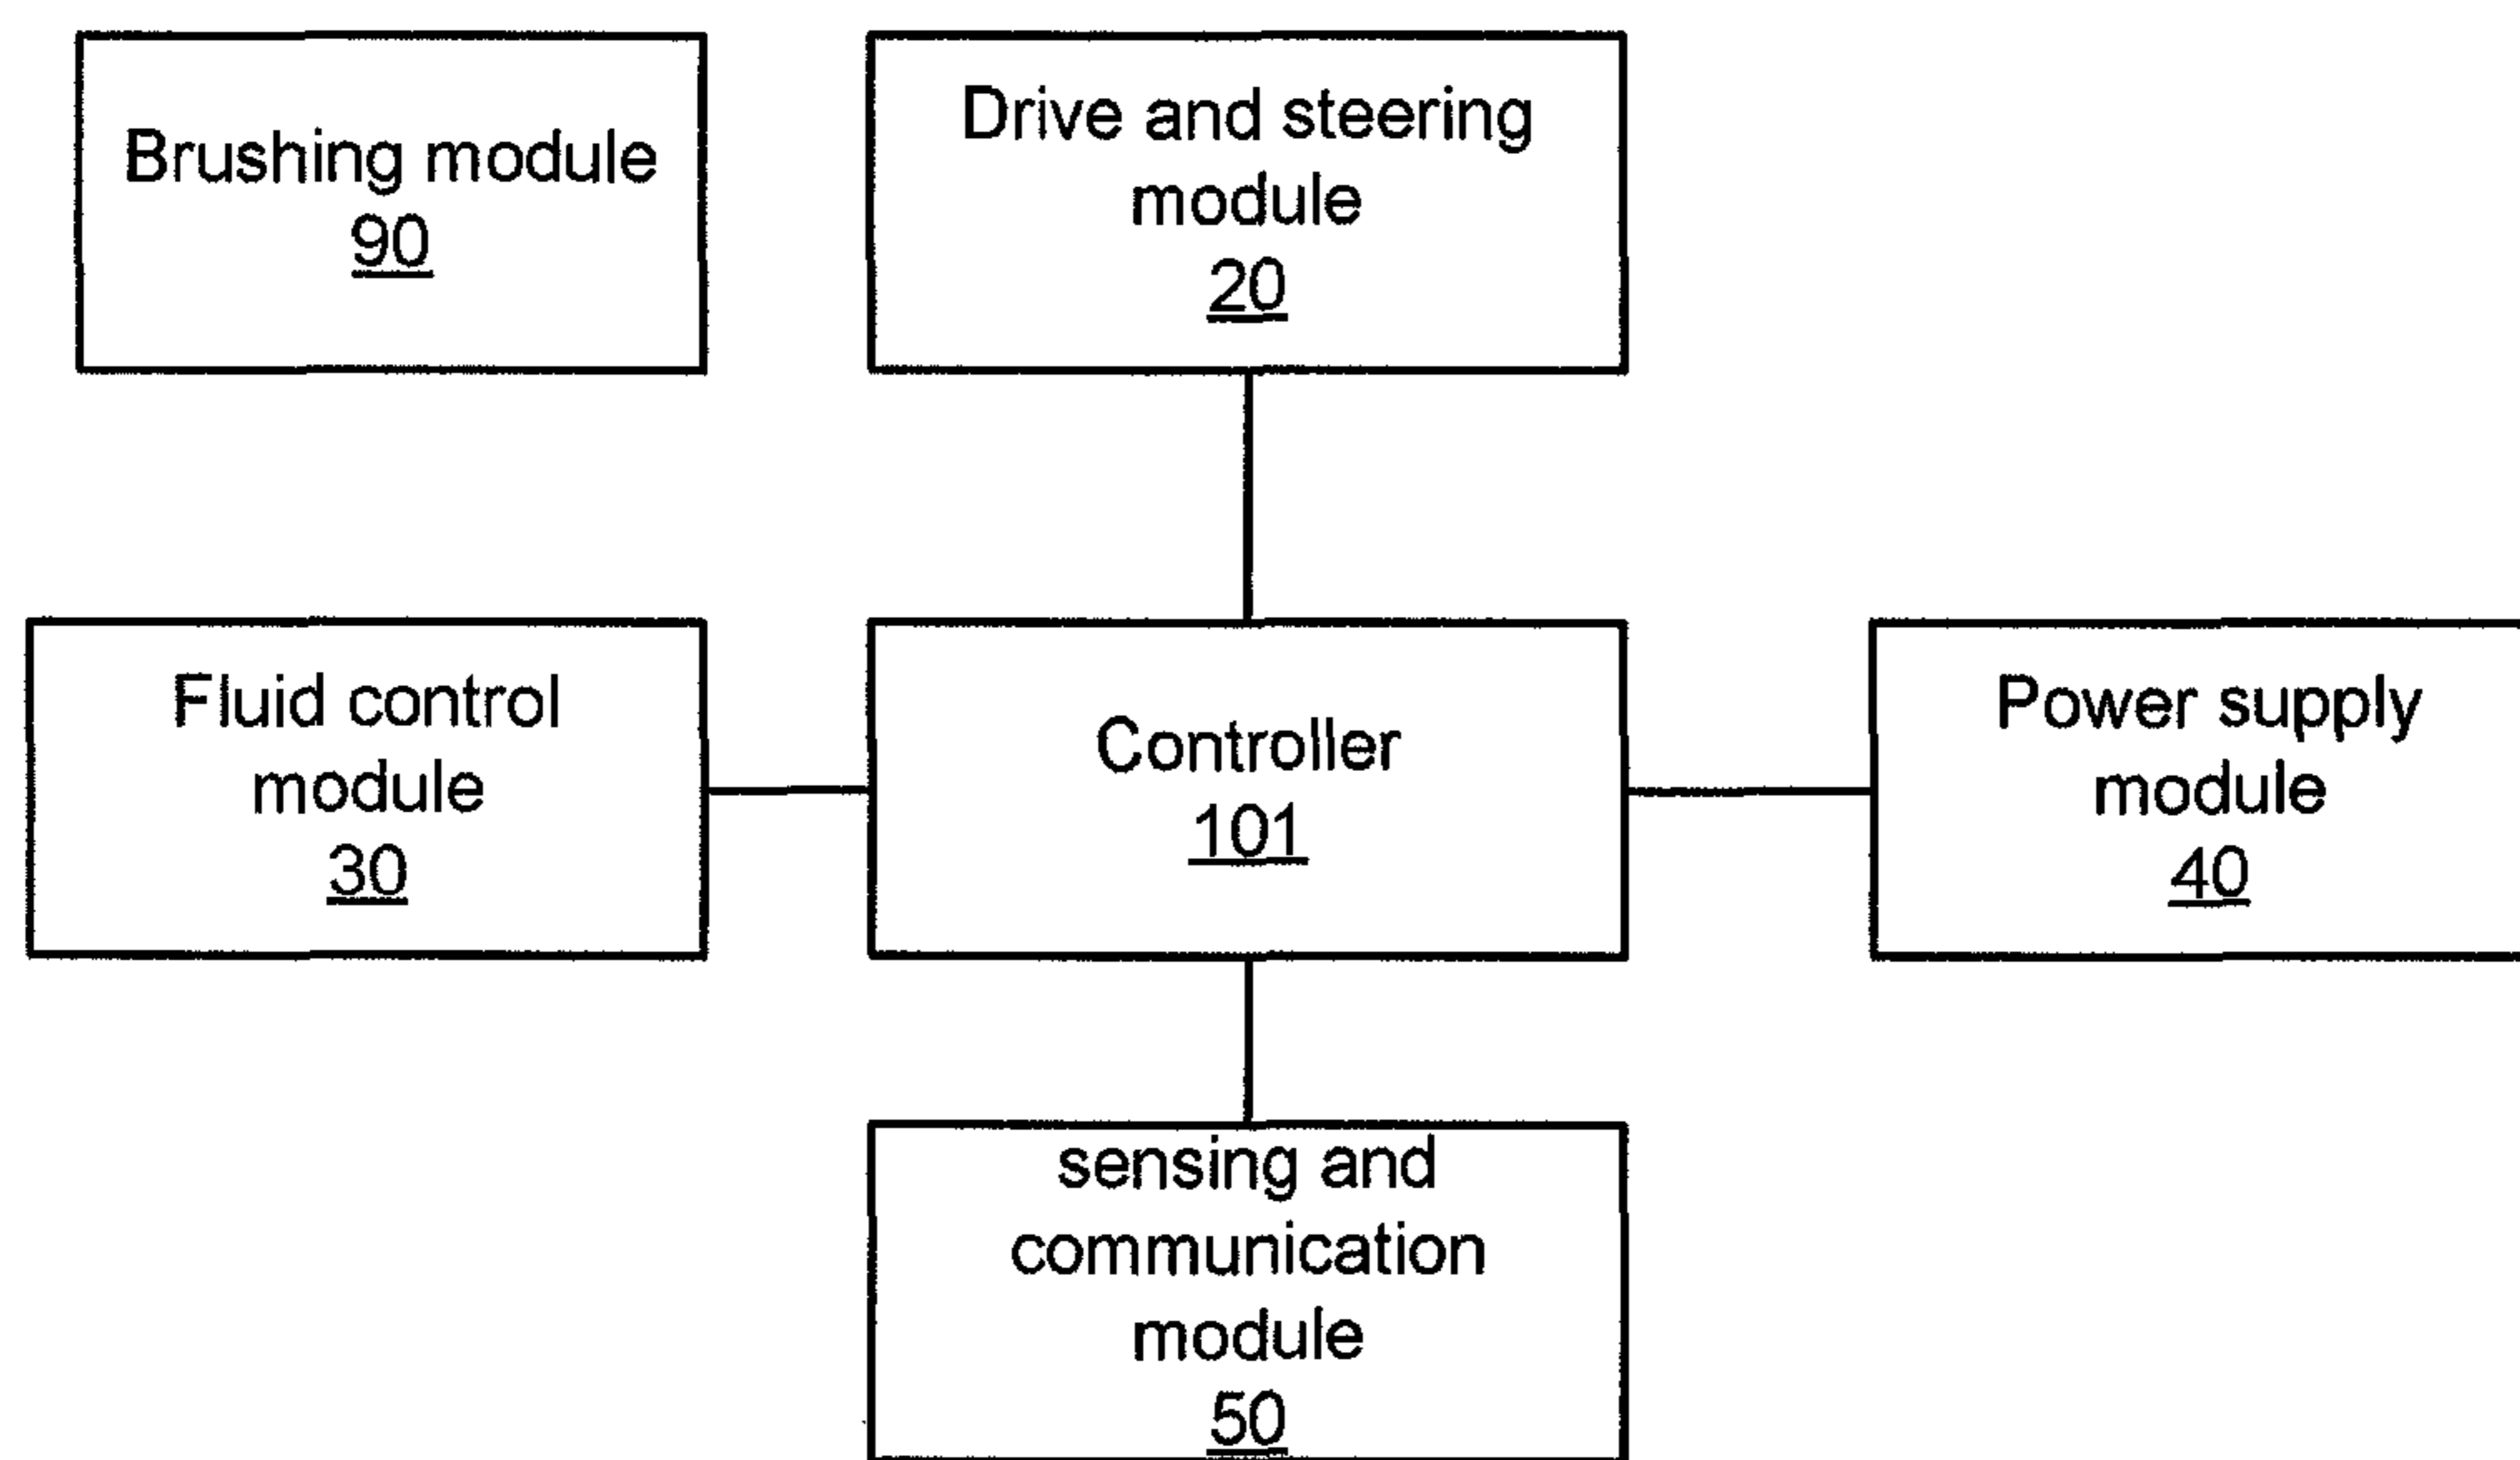 Brushing module
90
Drive and steering
module
20
Fluid control
module
30
Controller
101
Power supply
module
40
sensing and
communication
module
50